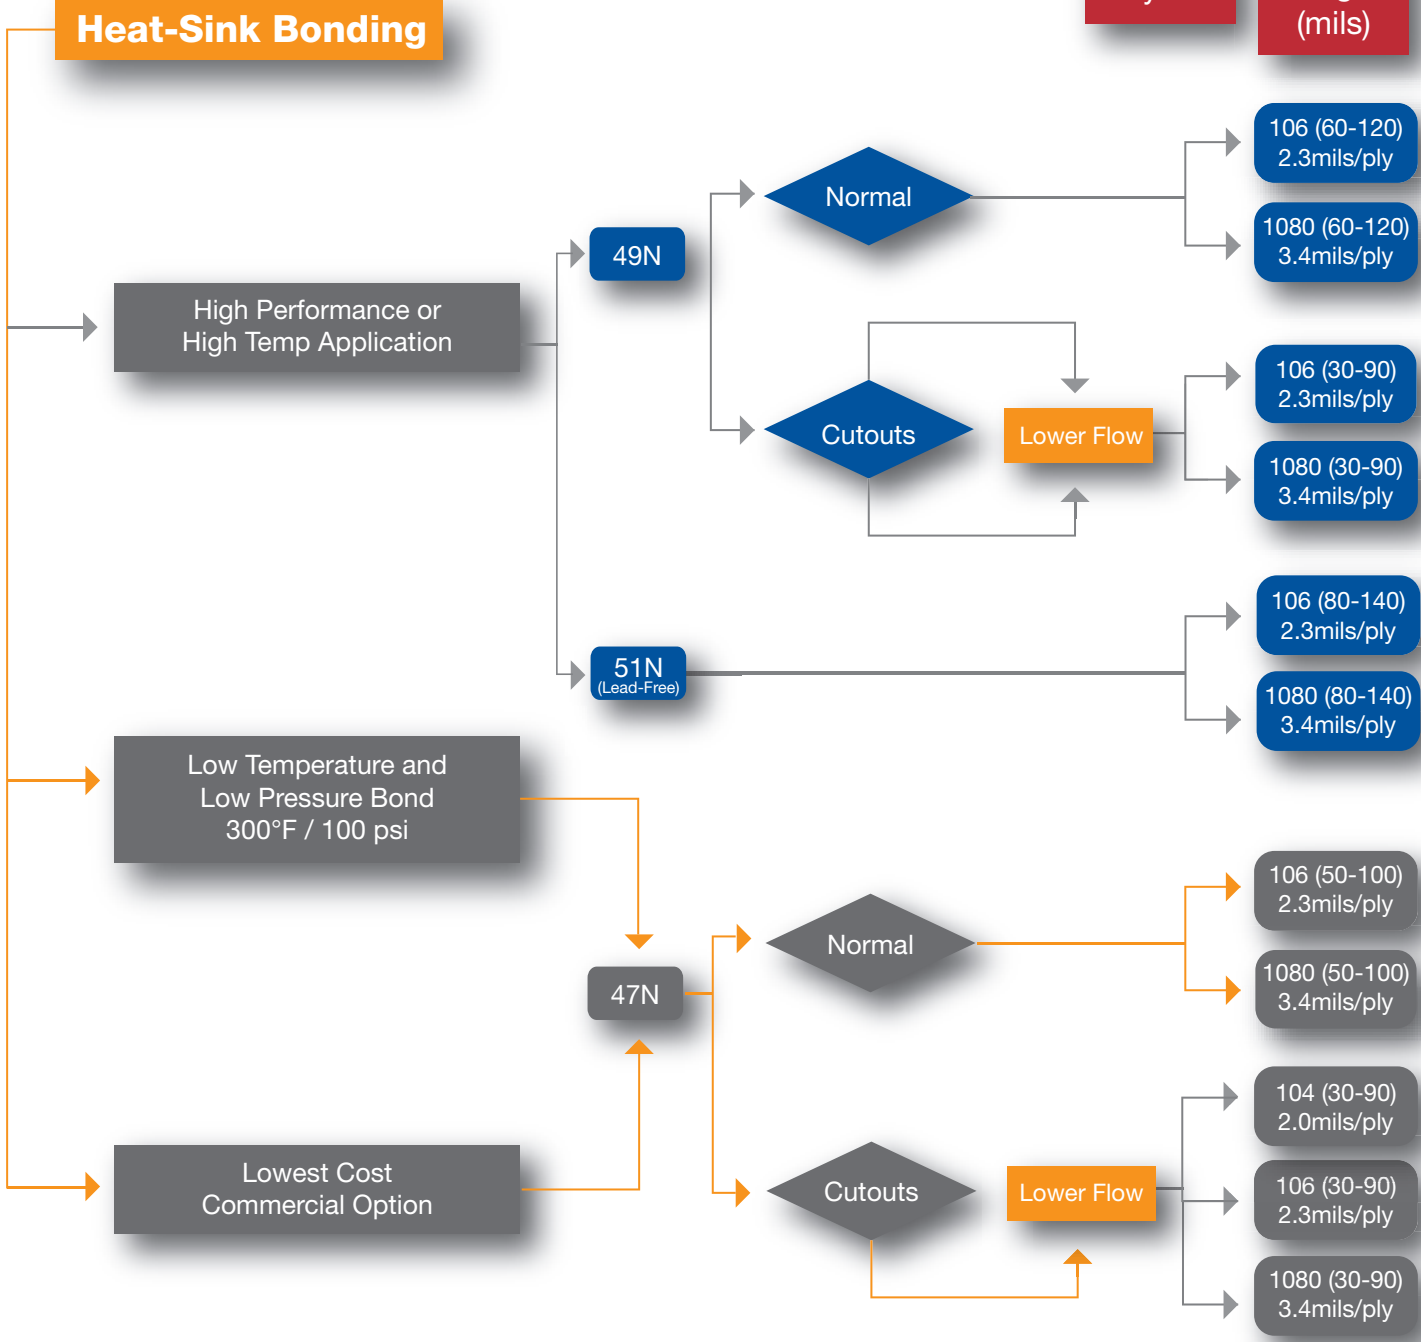 Heat-Sink Bonding
(mils)
106 (60-120)
2.3mils/ply
Normal
1080 (60-120)
3.4mils/ply
49N
High Performance or
High Temp Application
106 (30-90)
2.3mils/ply
Cutouts
Lower Flow
1080 (30-90)
3.4mils/ply
106 (80-140)
2.3mils/ply
51N
(Lead-Free)
1080 (80-140)
3.4mils/ply
Low Temperature and
Low Pressure Bond
300°F / 100 psi
106 (50-100)
2.3mils/ply
Normal
1080 (50-100)
3.4mils/ply
47N
104 (30-90)
2.0mils/ply
Lowest Cost
Commercial Option
Cutouts
Lower Flow
106 (30-90)
2.3mils/ply
1080 (30-90)
3.4mils/ply